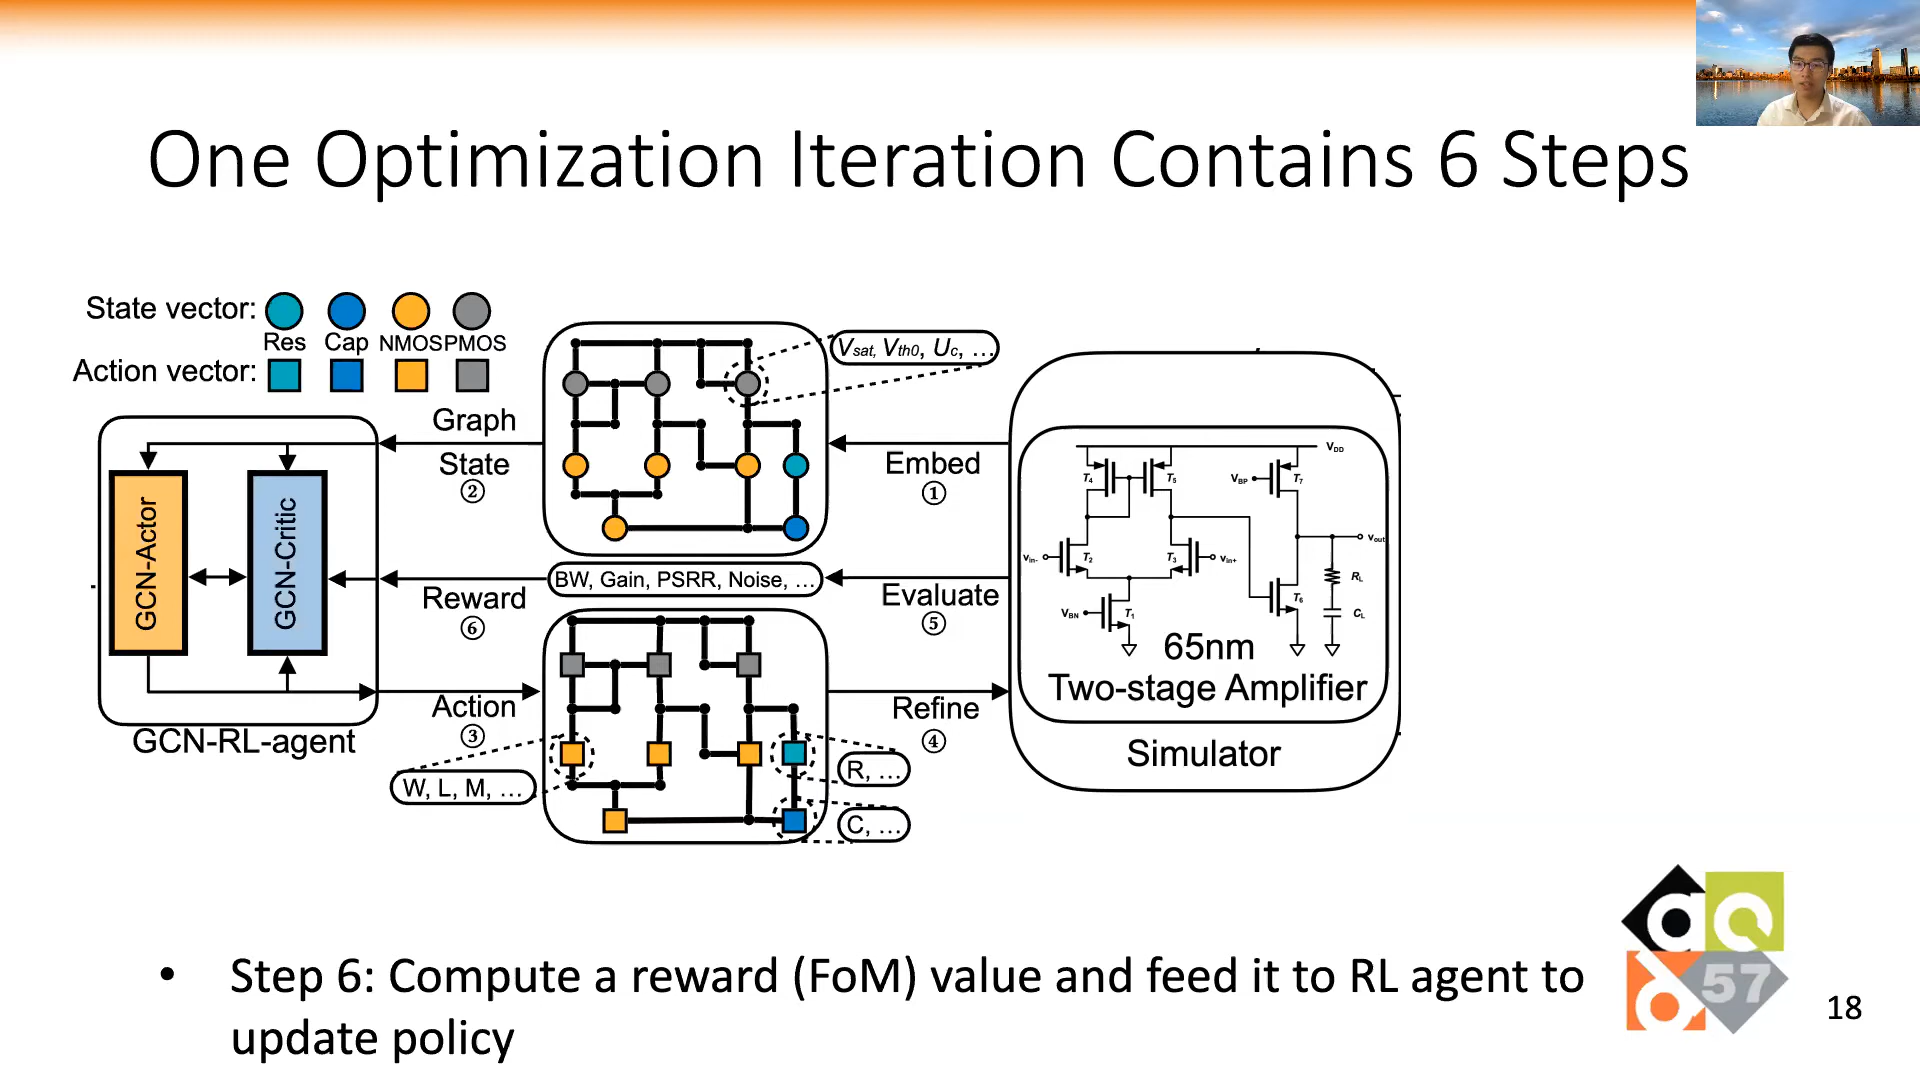 One Optimization Iteration Contains 6 Steps
State vector:
Res Cap NMOS PMOS
Action vector:
Graph
State
②
Embed
①
Vsat, Vth0, Uc, …
GCN-Actor
GCN-Critic
BW, Gain, PSRR, Noise, …
Reward
⑥
Evaluate
⑤
Action
③
Refine
④
GCN-RL-agent
W, L, M, …
R, …
C, …
VDD
T4
T5
VBP
T7
Vin-
T2
T3
Vin+
Vout
RL
T6
CL
VBN
T1
65nm
Two-stage Amplifier
Simulator
• Step 6: Compute a reward (FoM) value and feed it to RL agent to
update policy
57
18